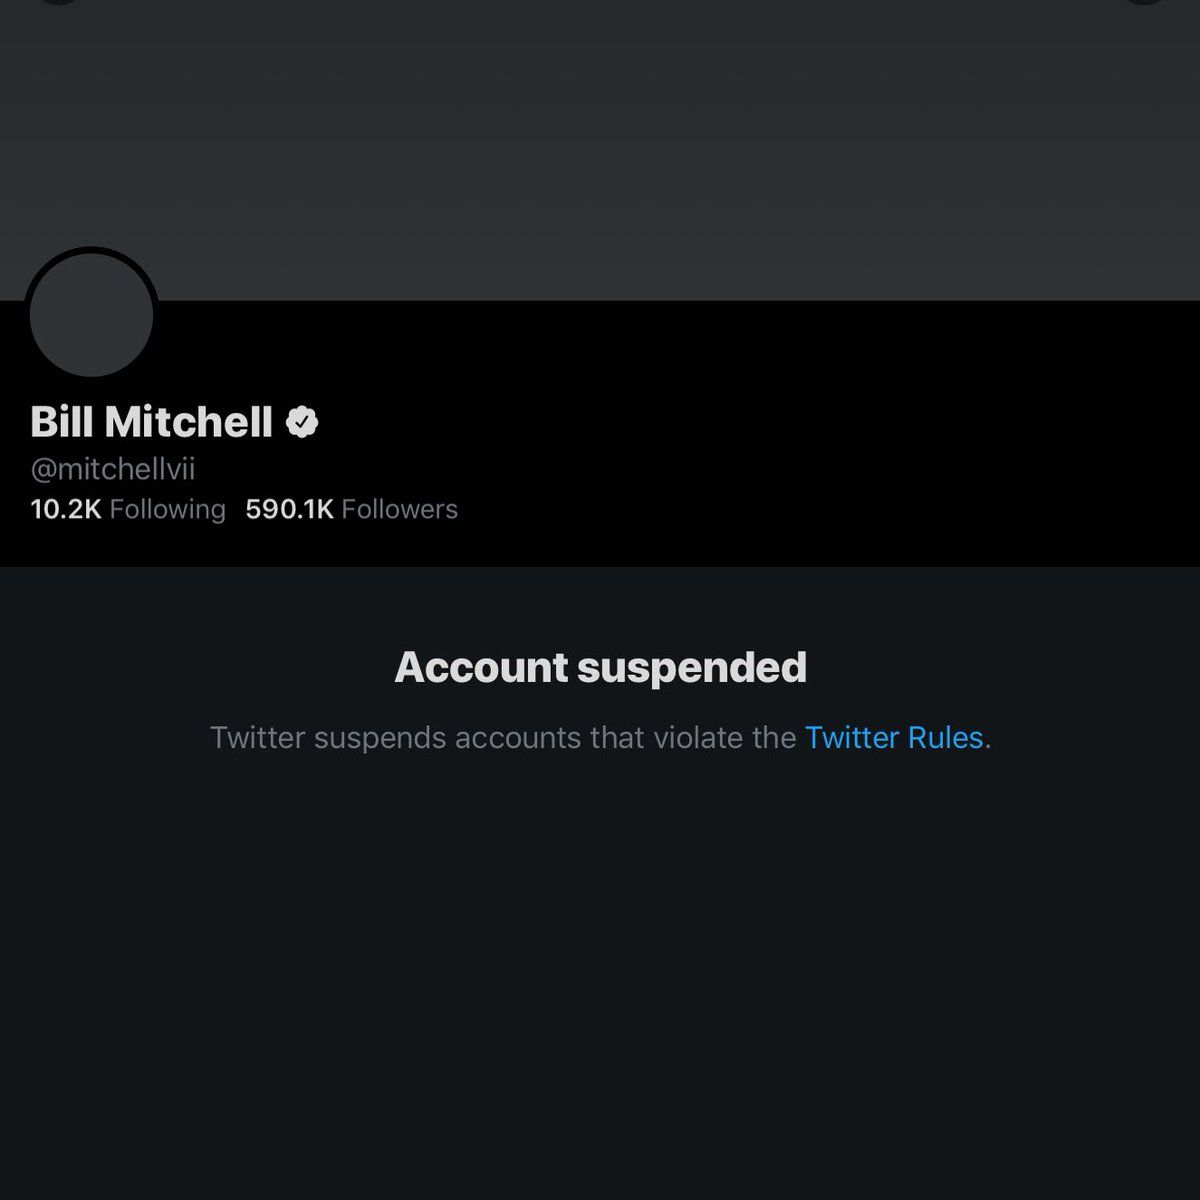 Bill Mitchell
@mitchellvii
10.2K Following 590.1K Followers
Account suspended
Twitter suspends accounts that violate the Twitter Rules.